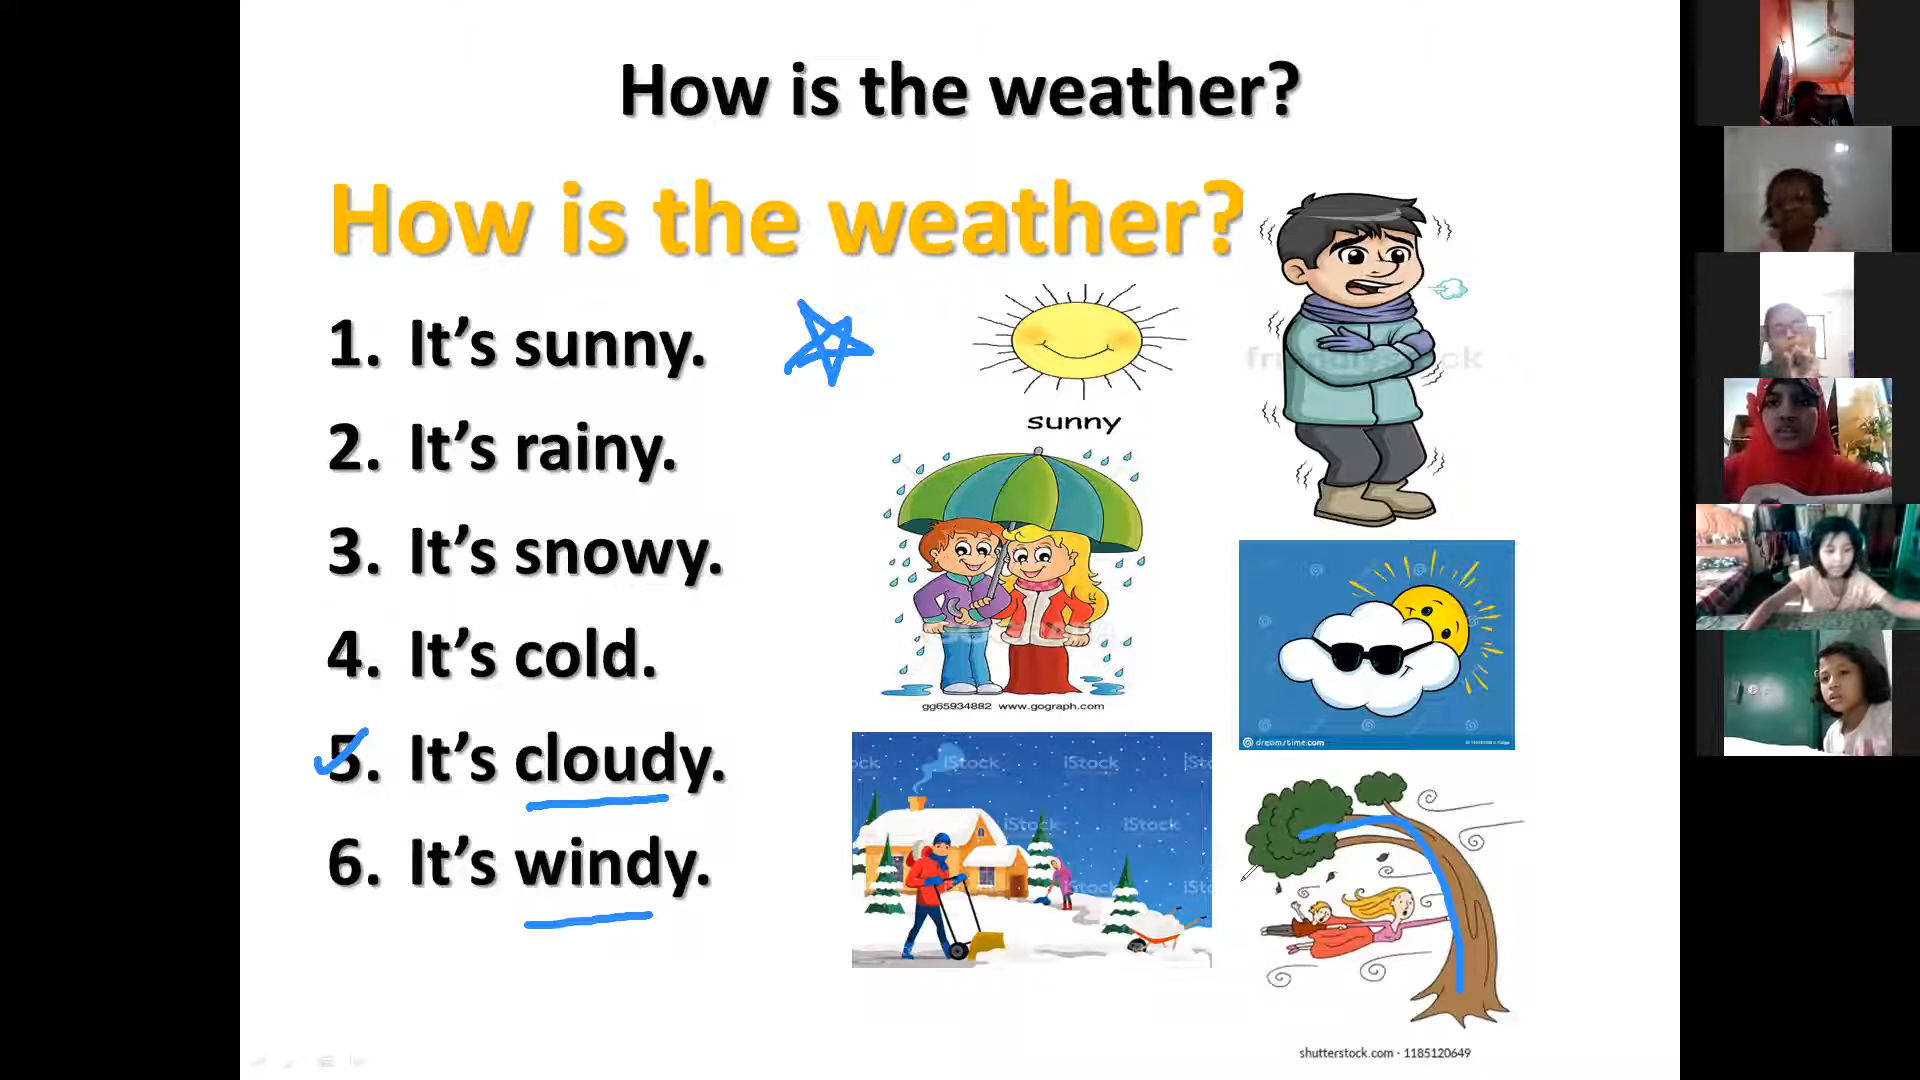 How is the weather?
How is the weather?
1. It’s sunny.
2. It’s rainy.
3. It’s snowy.
4. It’s cold.
5. It’s cloudy.
6. It’s windy.
sunny
gg65934882 www.gograph.com
dreamstime.com
iStock
iStock
iStock
iStock
shutterstock.com · 1185120649